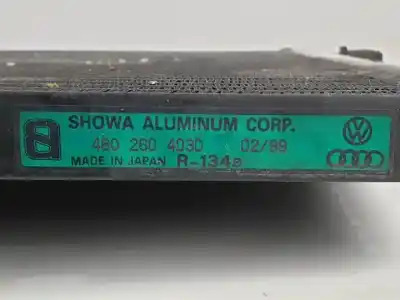 SHOWA ALUMINUM CORP.
4B0 260 403D 02/99
MADE IN JAPAN R-134a